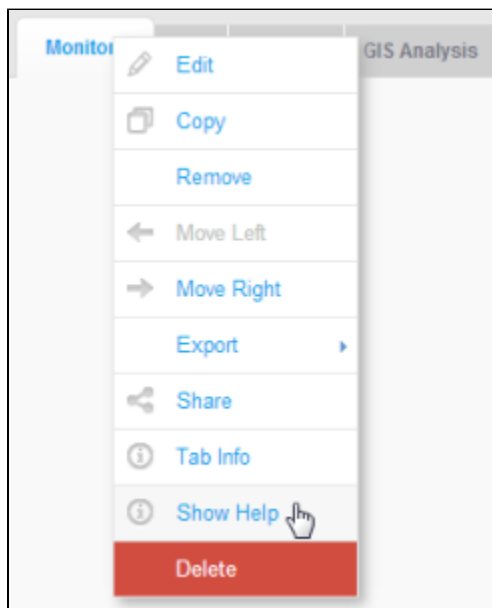 Monitor
GIS Analysis
Edit
Copy
Remove
Move Left
Move Right
Export
Share
Tab Info
Show Help
Delete